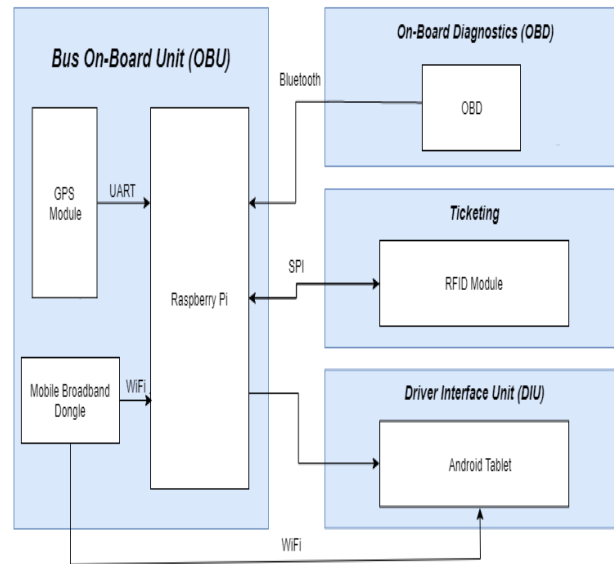 Bus On-Board Unit (OBU)
GPS
Module
UART
Raspberry Pi
Mobile Broadband
Dongle
WiFi
WiFi
Bluetooth
On-Board Diagnostics (OBD)
OBD
Ticketing
SPI
RFID Module
Driver Interface Unit (DIU)
Android Tablet